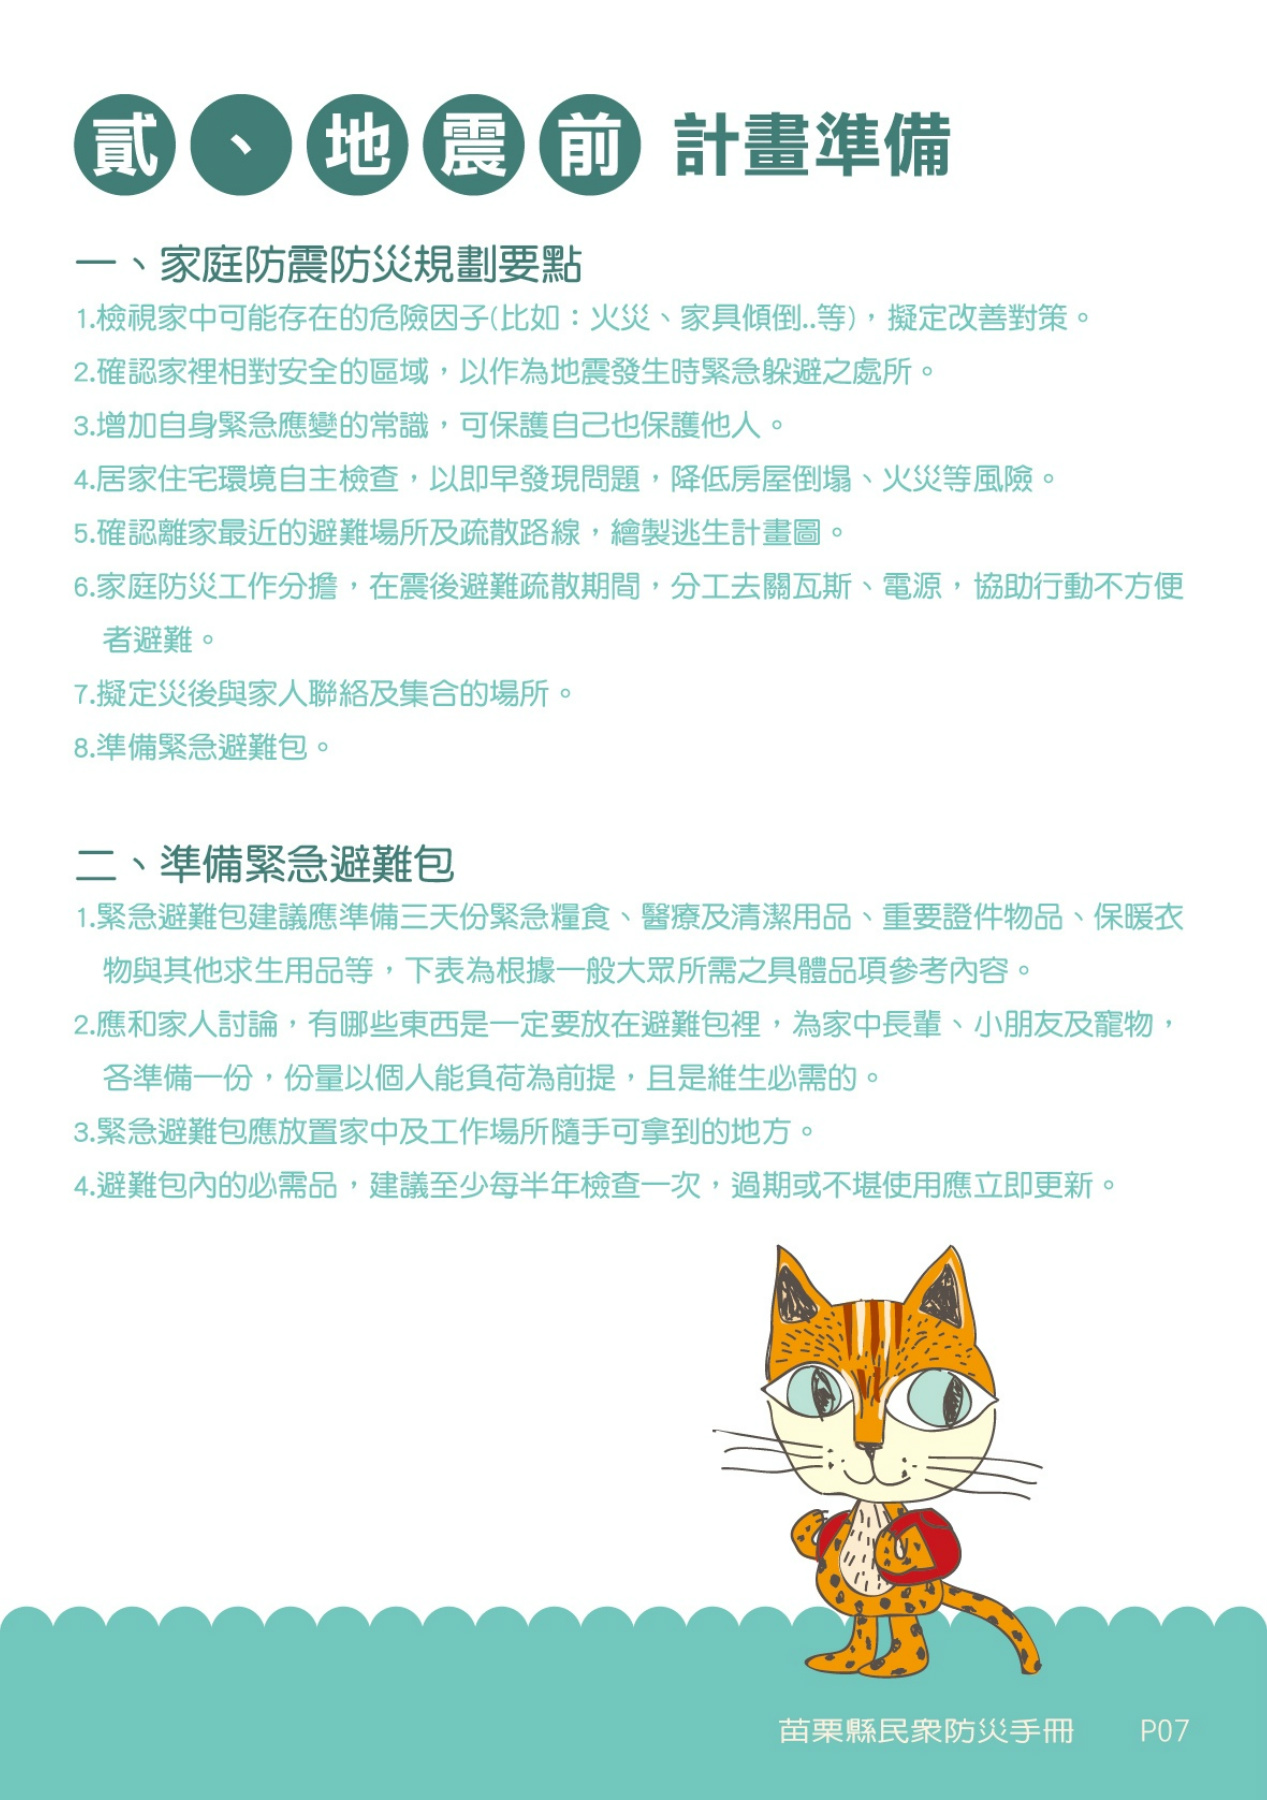 貳、地震前 計畫準備
一、家庭防震防災規劃要點
1.檢視家中可能存在的危險因子(比如：火災、家具傾倒..等)，擬定改善對策。
2.確認家裡相對安全的區域，以作為地震發生時緊急躲避之處所。
3.增加自身緊急應變的常識，可保護自己也保護他人。
4.居家住宅環境自主檢查，以即早發現問題，降低房屋倒塌、火災等風險。
5.確認離家最近的避難場所及疏散路線，繪製逃生計畫圖。
6.家庭防災工作分擔，在震後避難疏散期間，分工去關瓦斯、電源，協助行動不方便
者避難。
7.擬定災後與家人聯絡及集合的場所。
8.準備緊急避難包。
二、準備緊急避難包
1.緊急避難包建議應準備三天份緊急糧食、醫療及清潔用品、重要證件物品、保暖衣
物與其他求生用品等，下表為根據一般大眾所需之具體品項參考內容。
2.應和家人討論，有哪些東西是一定要放在避難包裡，為家中長輩、小朋友及寵物，
各準備一份，份量以個人能負荷為前提，且是維生必需的。
3.緊急避難包應放置家中及工作場所隨手可拿到的地方。
4.避難包內的必需品，建議至少每半年檢查一次，過期或不堪使用應立即更新。
苗栗縣民眾防災手冊 P07